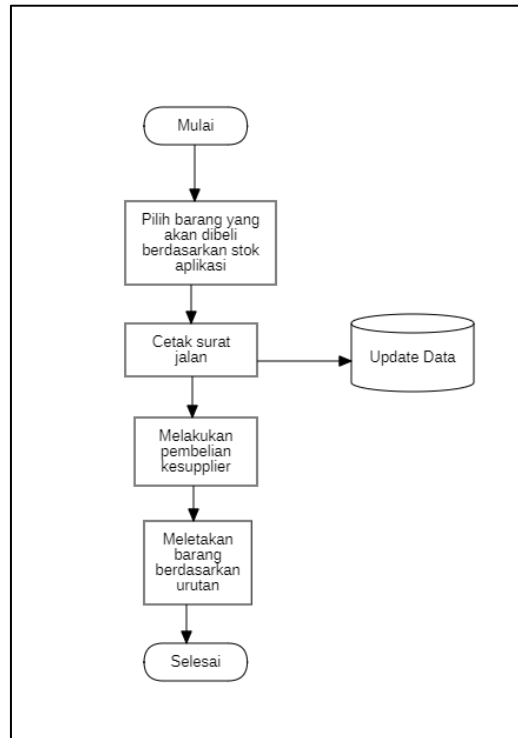 Mulai
Pilih barang yang
akan dibeli
berdasarkan stok
aplikasi
Cetak surat
jalan
Update Data
Melakukan
pembelian
kesupplier
Meletakan
barang
berdasarkan
urutan
Selesai